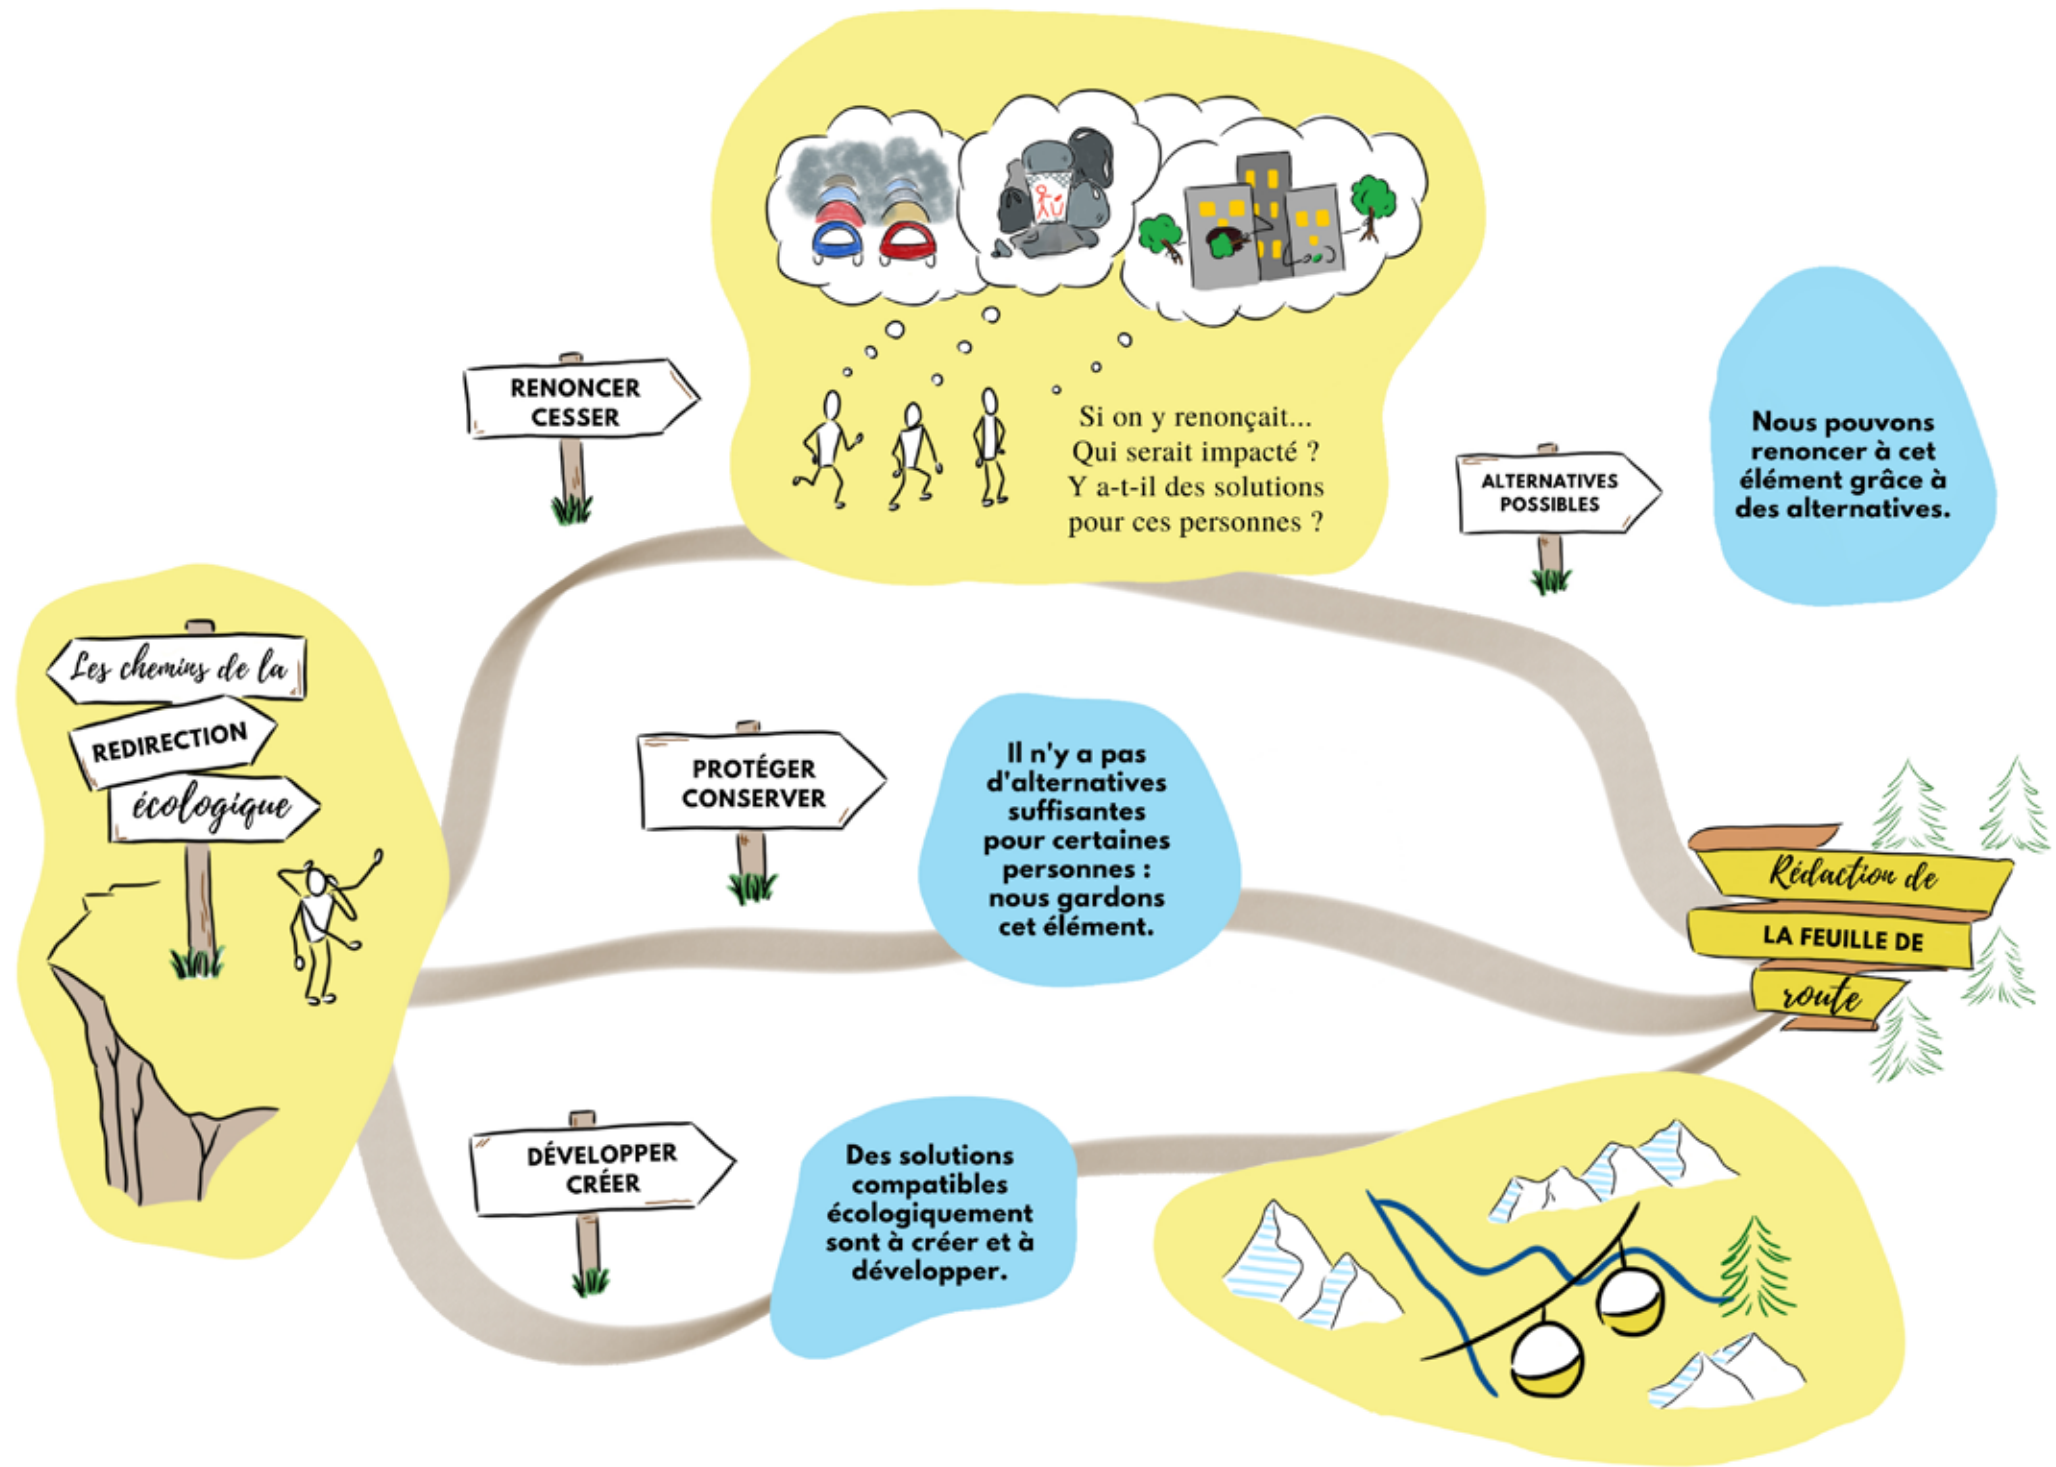 Les chemins de la
REDIRECTION
écologique
RENONCER
CESSER
Si on y renonçait...
Qui serait impacté ?
Y a-t-il des solutions
pour ces personnes ?
ALTERNATIVES
POSSIBLES
Nous pouvons
renoncer à cet
élément grâce à
des alternatives.
PROTÉGER
CONSERVER
Il n'y a pas
d'alternatives
suffisantes
pour certaines
personnes :
nous gardons
cet élément.
DÉVELOPPER
CRÉER
Des solutions
compatibles
écologiquement
sont à créer et à
développer.
Rédaction de
LA FEUILLE DE
route